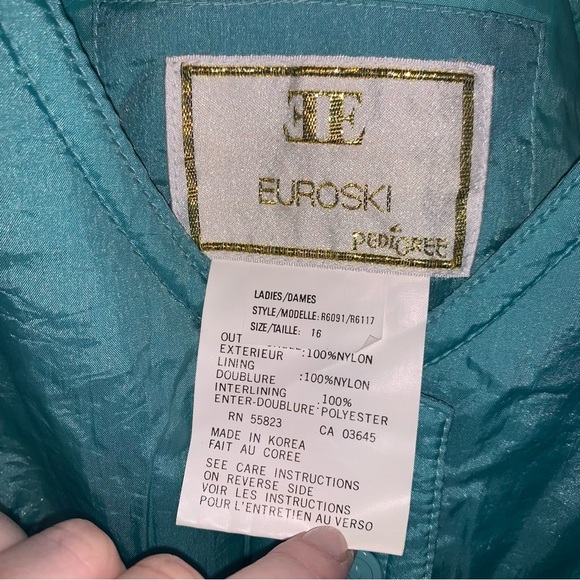 EUROSKI
PEDIGREE
LADIES/DAMES
STYLE/MODELLE: R6091/R6117
SIZE/TAILLE: 16
OUT :100%NYLON
EXTERIEUR
LINING :100%NYLON
DOUBLURE
INTERLINING :100%
ENTER-DOUBLURE POLYESTER
RN 55823 CA 03645
MADE IN KOREA
FAIT AU COREE
SEE CARE INSTRUCTIONS
ON REVERSE SIDE
VOIR LES INSTRUCTIONS
POUR L'ENTRETIEN AU VERSO